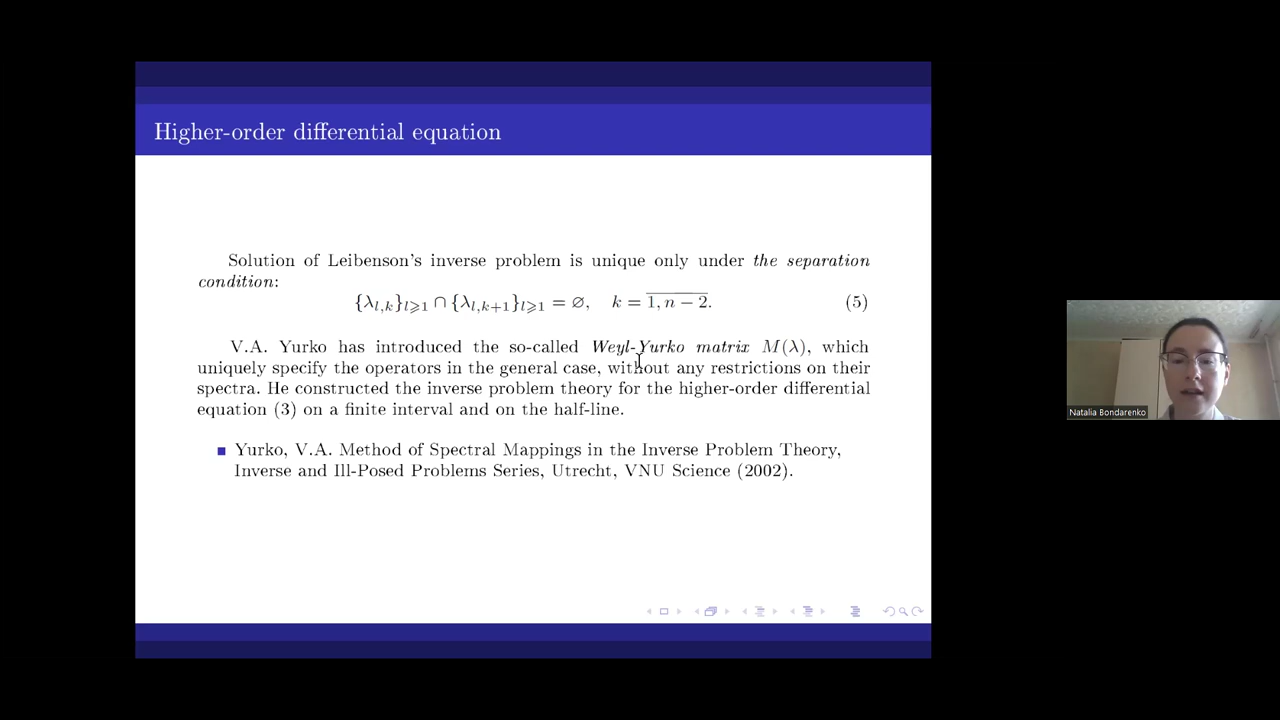 Higher-order differential equation
Solution of Leibenson's inverse problem is unique only under the separation
condition:
{λ_{l,k}}_{l⩾1} ∩ {λ_{l,k+1}}_{l⩾1} = ∅, k = \overline{1, n − 2}. (5)
V.A. Yurko has introduced the so-called Weyl-Yurko matrix M(λ), which
uniquely specify the operators in the general case, without any restrictions on their
spectra. He constructed the inverse problem theory for the higher-order differential
equation (3) on a finite interval and on the half-line.
Yurko, V.A. Method of Spectral Mappings in the Inverse Problem Theory,
Inverse and Ill-Posed Problems Series, Utrecht, VNU Science (2002).
Natalia Bondarenko